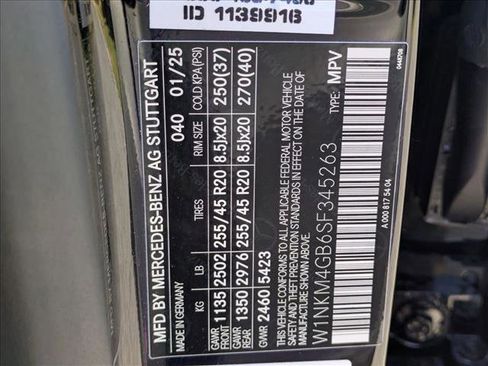 IID 1138916
MFD BY MERCEDES-BENZ AG STUTTGART
MADE IN GERMANY 040 01/25
KG LB TIRES RIM SIZE COLD KPA(PSI)
GAWR FRONT 1135 2502 255/45 R20 8.5Jx20 250(37)
GAWR REAR 1350 2976 255/45 R20 8.5Jx20 270(40)
GVWR 2460 5423
THIS VEHICLE CONFORMS TO ALL APPLICABLE FEDERAL MOTOR VEHICLE
SAFETY AND THEFT PREVENTION STANDARDS IN EFFECT ON THE DATE OF
MANUFACTURE SHOWN ABOVE.
W1NKM4GB6SF345263 TYPE: MPV
A 000 817 54 04